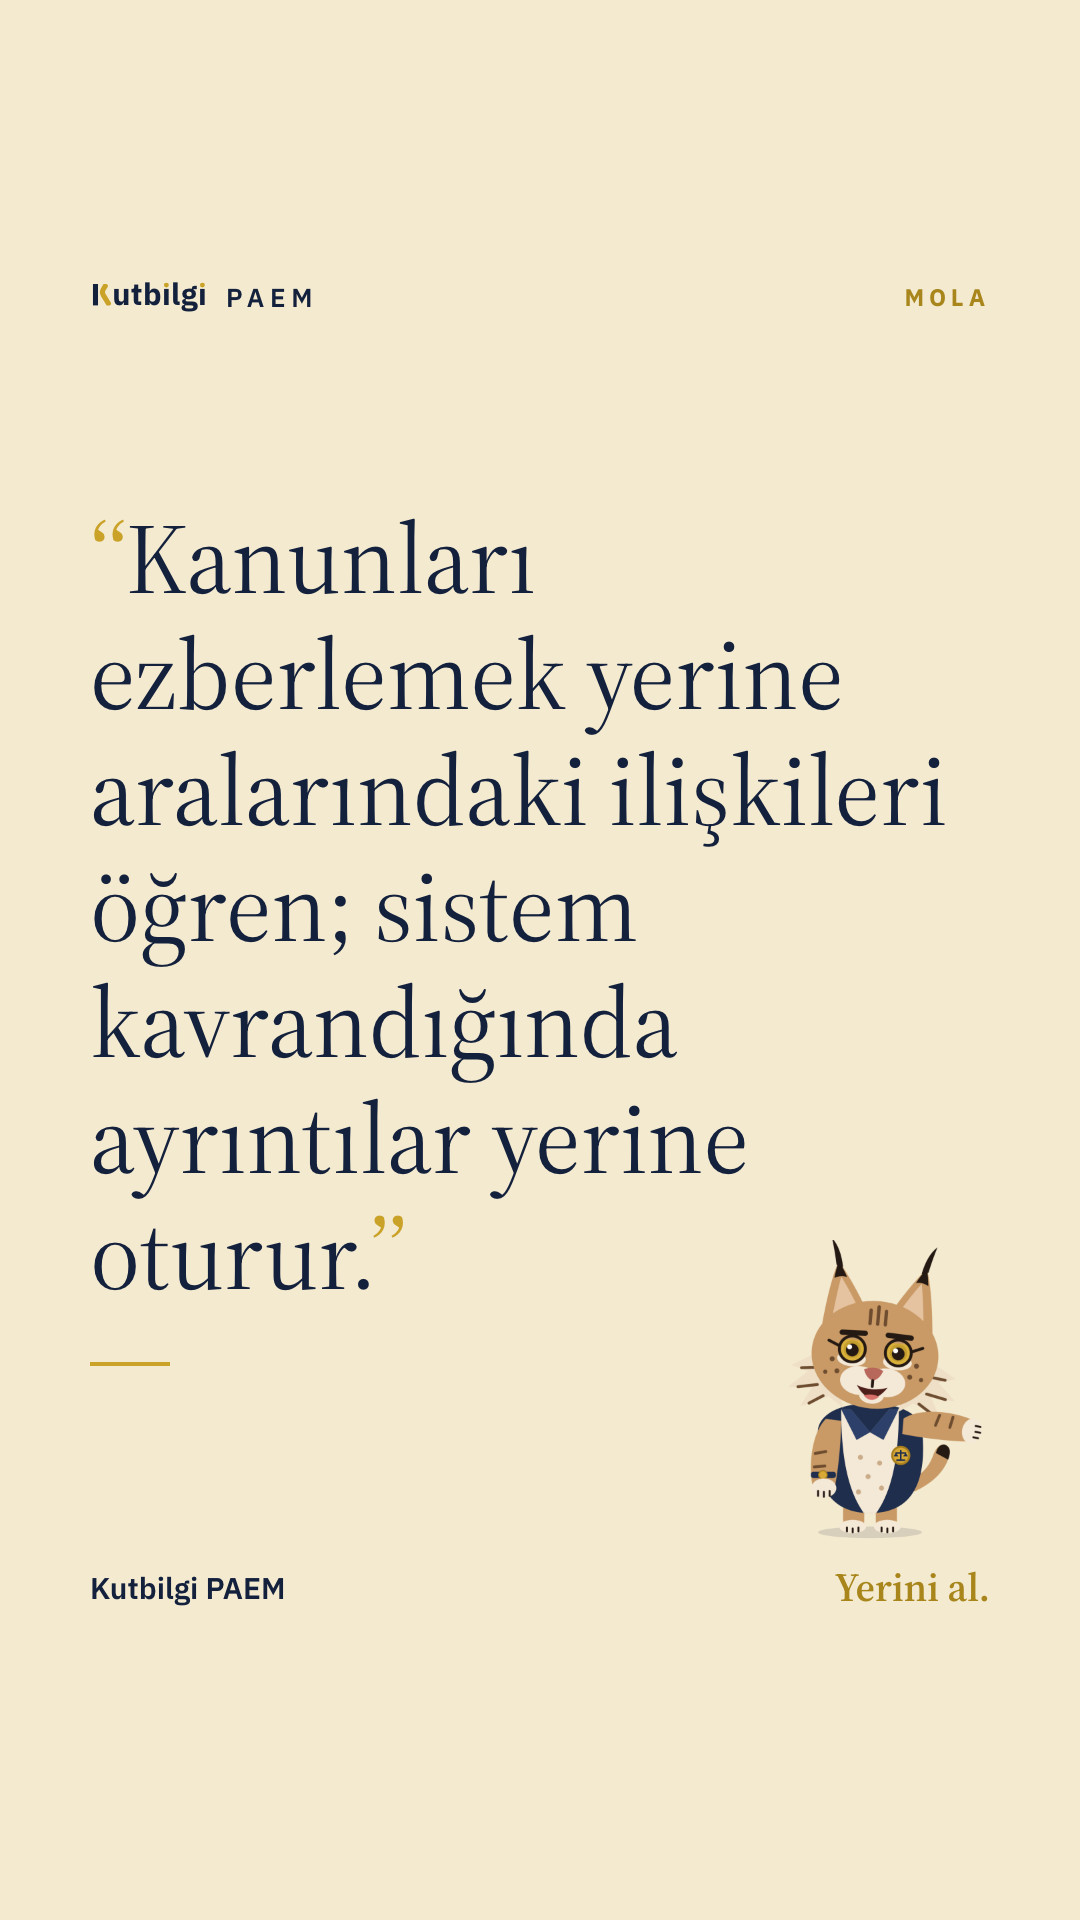 Kutbilgi PAEM
MOLA
“Kanunları
ezberlemek yerine
aralarındaki ilişkileri
öğren; sistem
kavrandığında
ayrıntılar yerine
oturur.”
Kutbilgi PAEM
Yerini al.